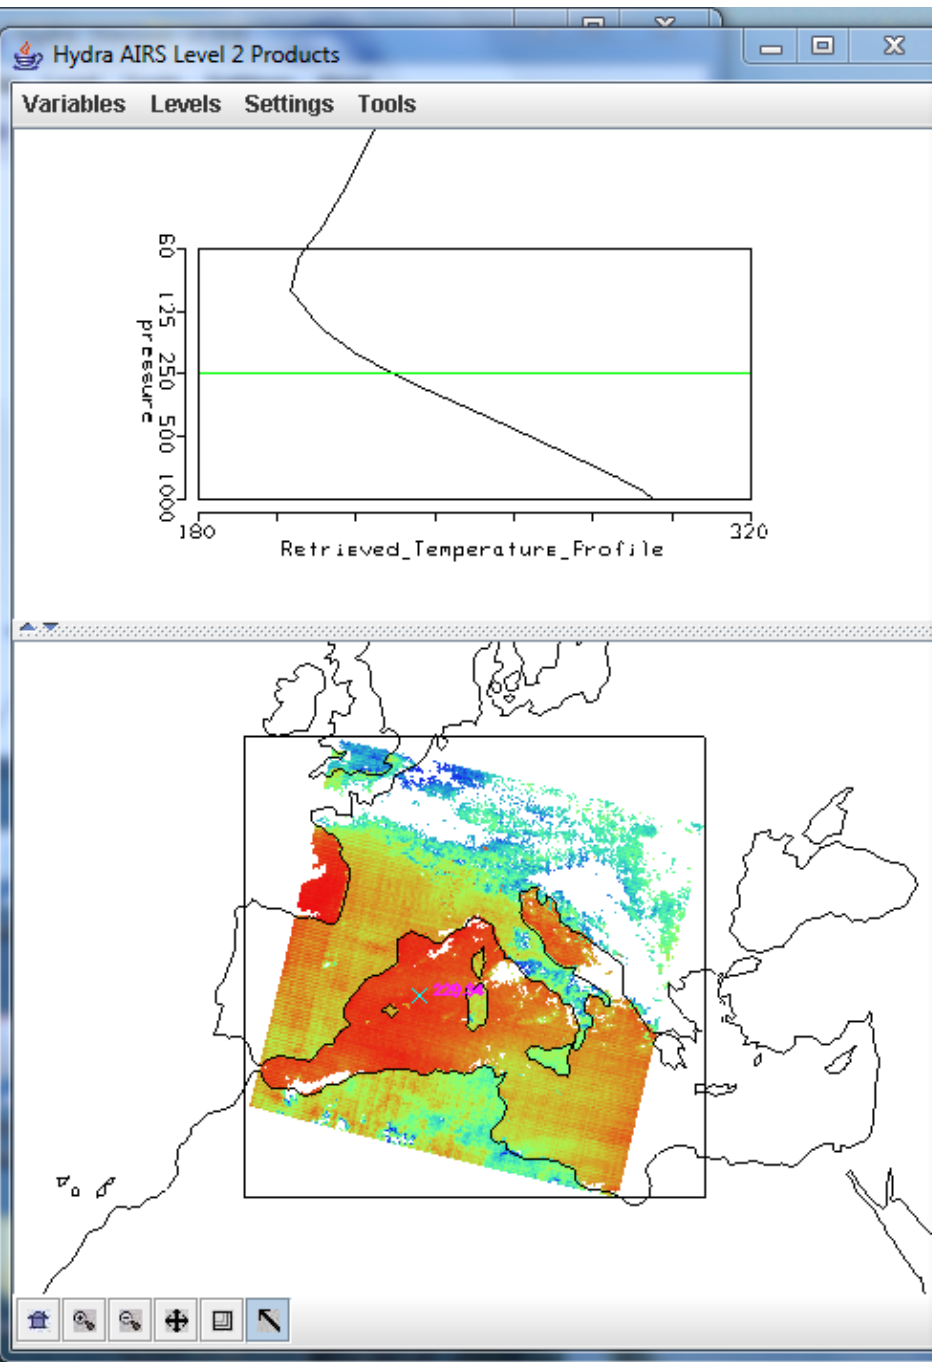 Hydra AIRS Level 2 Products
Variables Levels Settings Tools
60
125
250
500
1000
pressure
180
320
Retrieved_Temperature_Profile